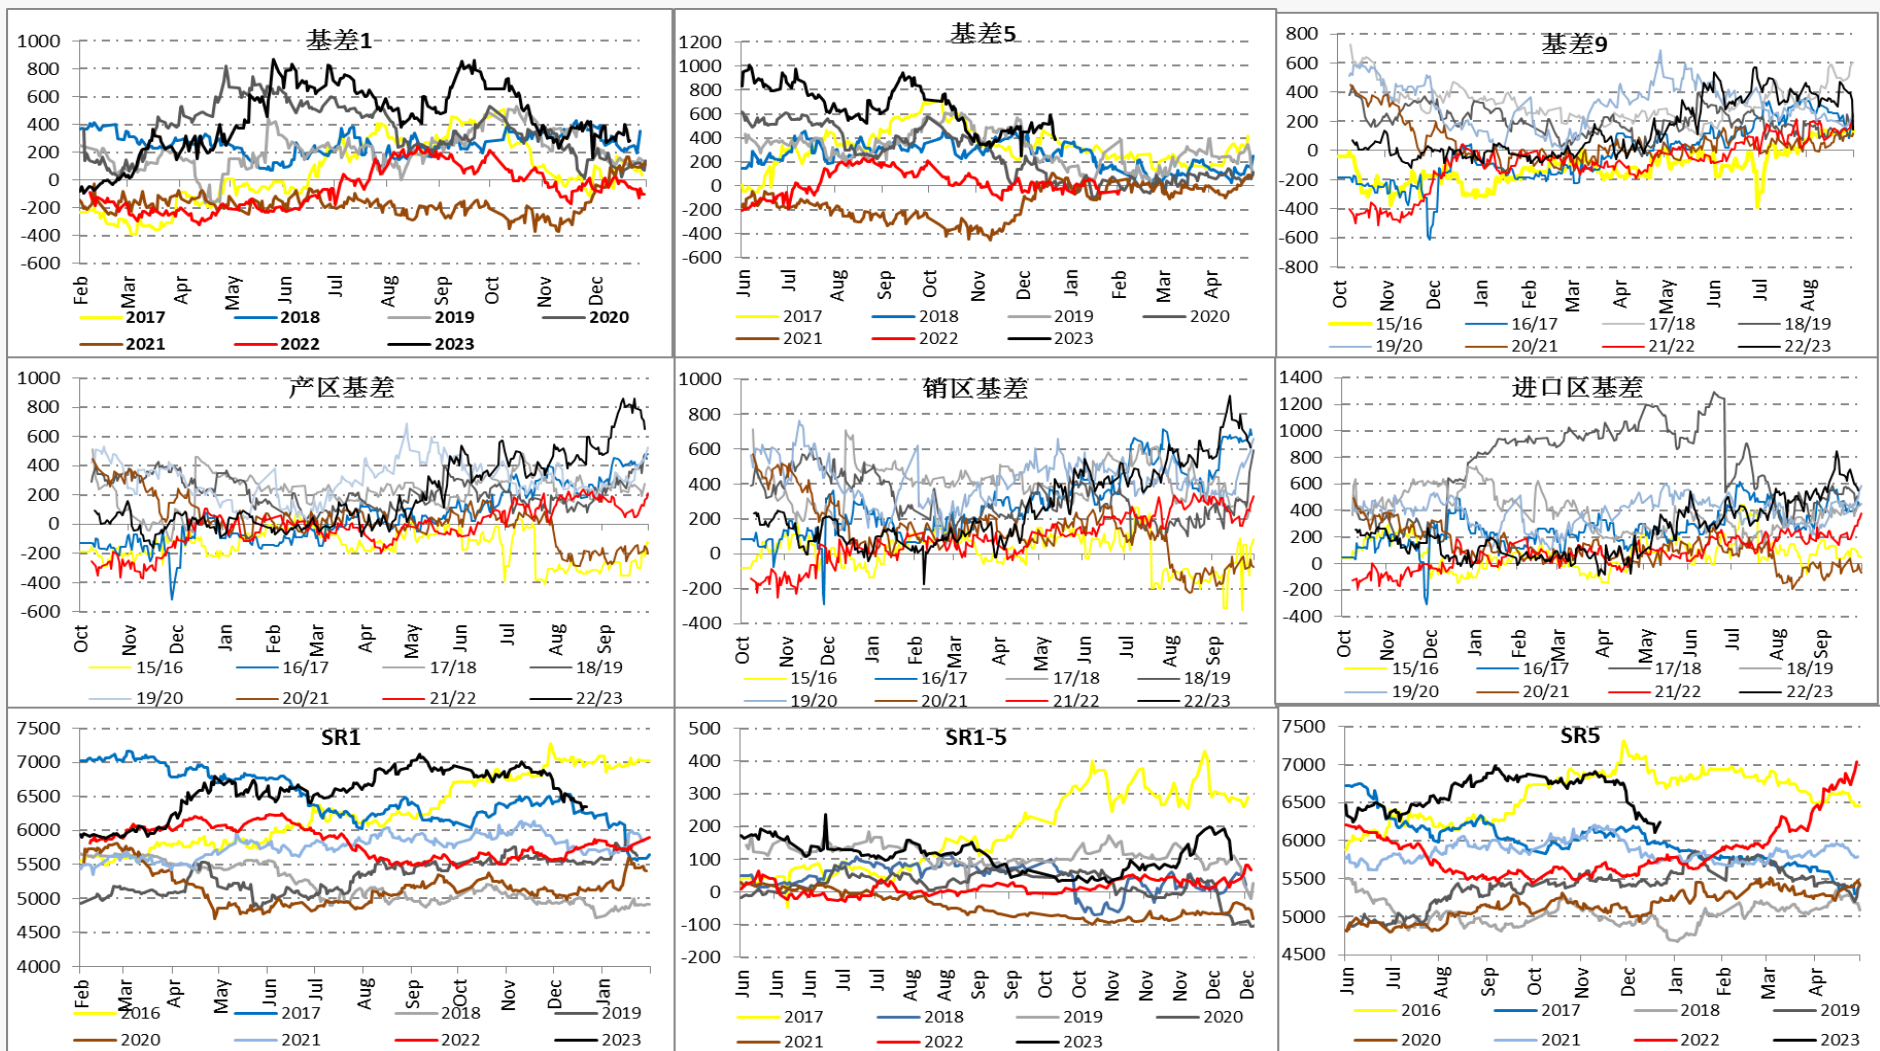 基差1
1000
800
600
400
200
0
-200
-400
-600
Feb Mar Apr May Jun Jul Aug Sep Oct Nov Dec
2017 2018 2019 2020
2021 2022 2023
基差5
1200
1000
800
600
400
200
0
-200
-400
-600
Jun Jul Aug Sep Oct Nov Dec Jan Feb Mar Apr
2017 2018 2019 2020
2021 2022 2023
基差9
800
600
400
200
0
-200
-400
-600
-800
Oct Nov Dec Jan Feb Mar Apr May Jun Jul Aug
15/16 16/17 17/18 18/19
19/20 20/21 21/22 22/23
产区基差
1000
800
600
400
200
0
-200
-400
-600
Oct Nov Dec Jan Feb Mar Apr May Jun Jul Aug Sep
15/16 16/17 17/18 18/19
19/20 20/21 21/22 22/23
销区基差
1000
800
600
400
200
0
-200
-400
Oct Nov Dec Jan Feb Mar Apr May Jun Jul Aug Sep
15/16 16/17 17/18 18/19
19/20 20/21 21/22 22/23
进口区基差
1400
1200
1000
800
600
400
200
0
-200
-400
Oct Nov Dec Jan Feb Mar Apr May Jun Jul Aug Sep
15/16 16/17 17/18 18/19
19/20 20/21 21/22 22/23
SR1
7500
7000
6500
6000
5500
5000
4500
4000
Feb Mar Apr May Jun Jul Aug Sep Oct Nov Dec Jan
2016 2017 2018 2019
2020 2021 2022 2023
SR1-5
500
400
300
200
100
0
-100
-200
Jun Jun Jul Jul Aug Aug Sep Sep Oct Oct Nov Nov Nov Dec Dec
2017 2018 2019 2020
2021 2022 2023
SR5
7500
7000
6500
6000
5500
5000
4500
Jun Jul Aug Sep Oct Nov Dec Jan Feb Mar Apr
2016 2017 2018 2019
2020 2021 2022 2023